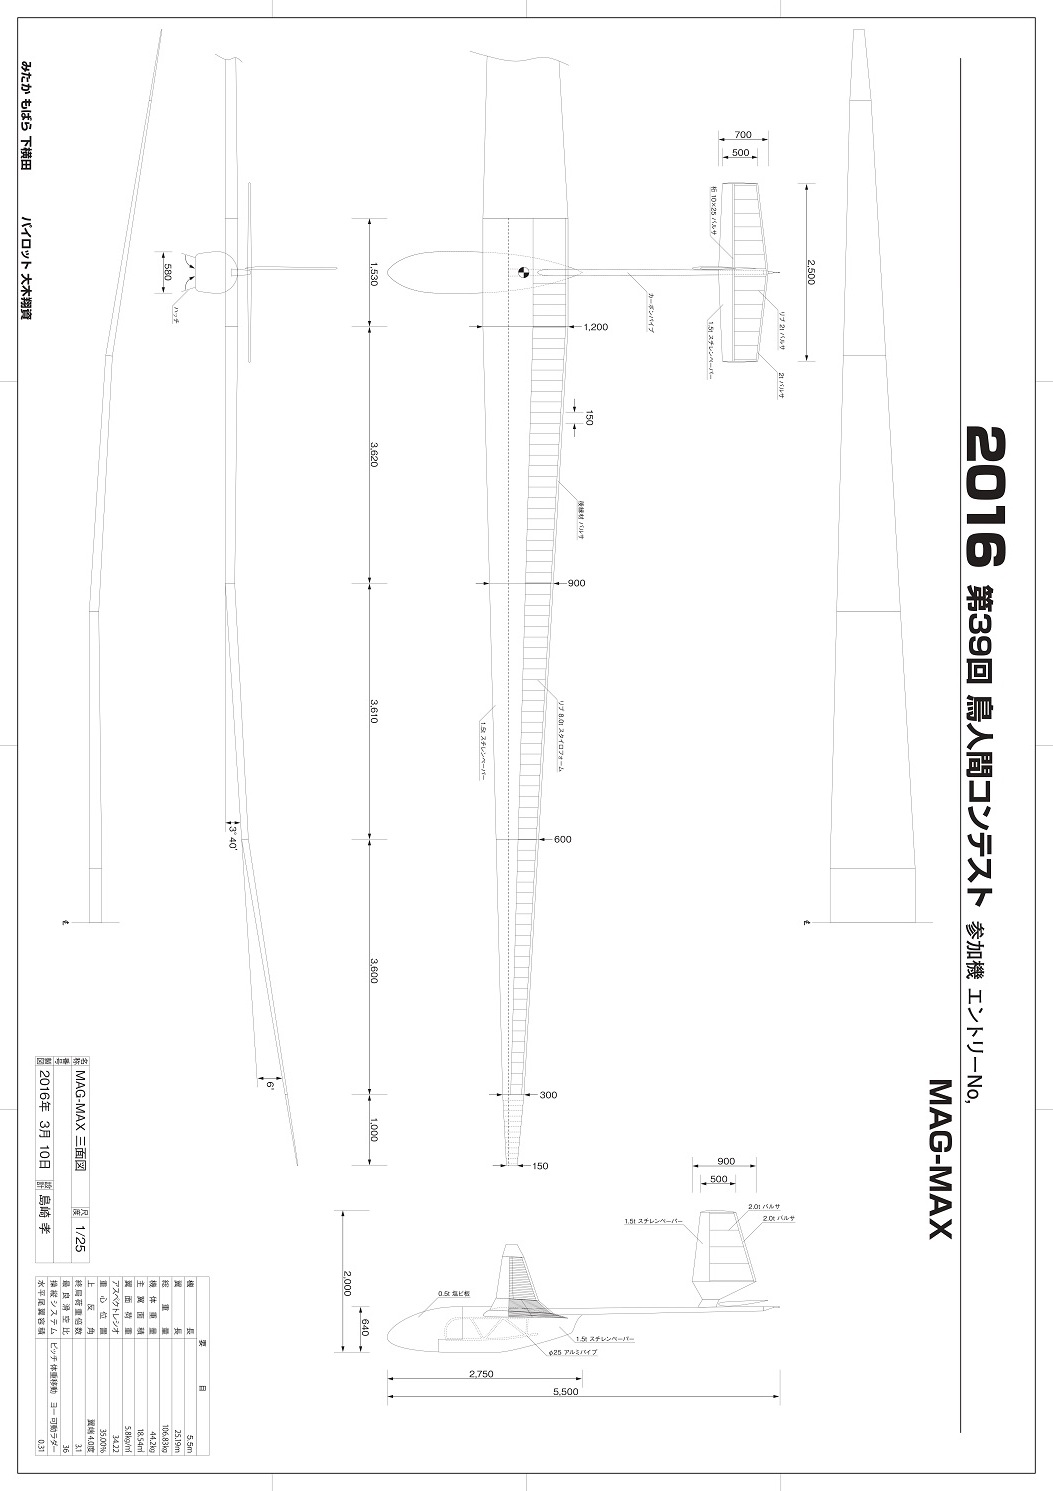 2016 第39回 鳥人間コンテスト 参加機 エントリーNo,
MAG-MAX
700
500
2,500
桁 10×25 バルサ
リブ 2t バルサ
2t バルサ
1.5t スチレンペーパー
カーボンパイプ
1,530
3,620
3,610
3,600
1,000
1,200
150
900
600
300
150
後縁材 バルサ
リブ 8.0t スタイロフォーム
1.5t スチレンペーパー
580
ハッチ
3°40'
6°
℄
℄
900
500
2.0t バルサ
2.0t バルサ
1.5t スチレンペーパー
2,000
640
0.5t 塩ビ板
1.5t スチレンペーパー
φ25 アルミパイプ
2,750
5,500
みたか もばら 下横田 パイロット 大木翔資
名称 MAG-MAX 三面図 尺度 1/25
番号
製図 2016年 3月 10日 設計 島崎 孝
要 目
機長 5.5m
翼長 25.19m
総重量 106.83kg
機体重量 44.2kg
主翼面積 18.54㎡
翼面荷重 5.8kg/㎡
アスペクトレシオ 34.22
重心位置 35.00%
上反角 翼端 4.0度
終局荷重倍数 3.1
最良滑空比 36
操縦システム ピッチ 体重移動 ヨー 可動ラダー
水平尾翼容積 0.31